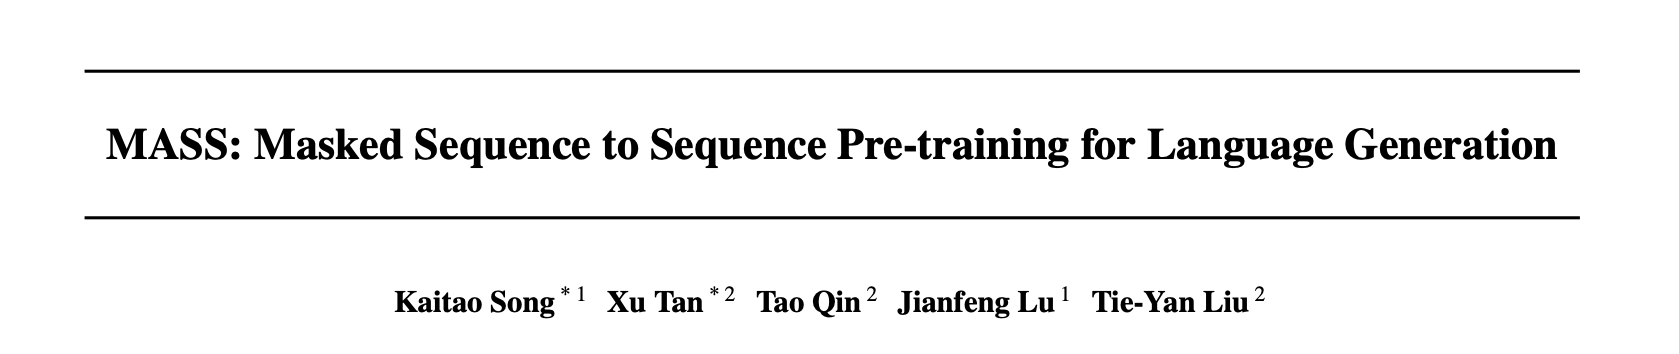 MASS: Masked Sequence to Sequence Pre-training for Language Generation
Kaitao Song * 1 Xu Tan * 2 Tao Qin 2 Jianfeng Lu 1 Tie-Yan Liu 2